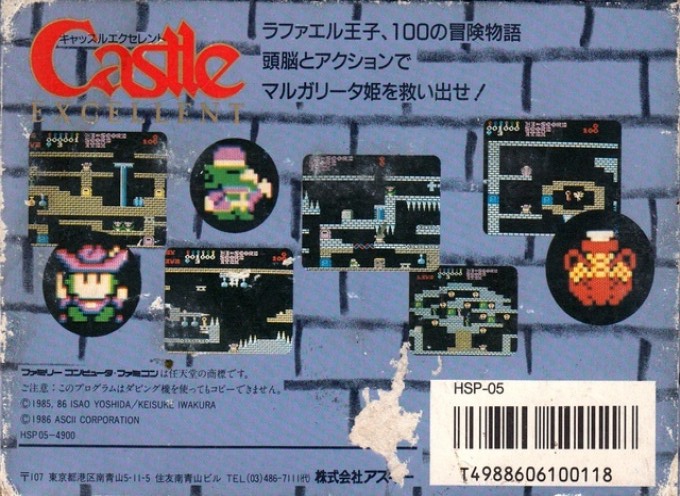 キャッスルエクセレント
Castle
EXCELLENT
ラファエル王子、100の冒険物語
頭脳とアクションで
マルガリータ姫を救い出せ!
ファミリーコンピュータ・ファミコンは任天堂の商標です。
ご注意:このプログラムはダビング機を使ってもコピーできません。
©1985, 86 ISAO YOSHIDA/KEISUKE IWAKURA
©1986 ASCII CORPORATION
HSP05-4900
〒107 東京都港区南青山5-11-5 住友南青山ビル TEL(03)486-7111代 株式会社アスキー
HSP-05
T4988606100118